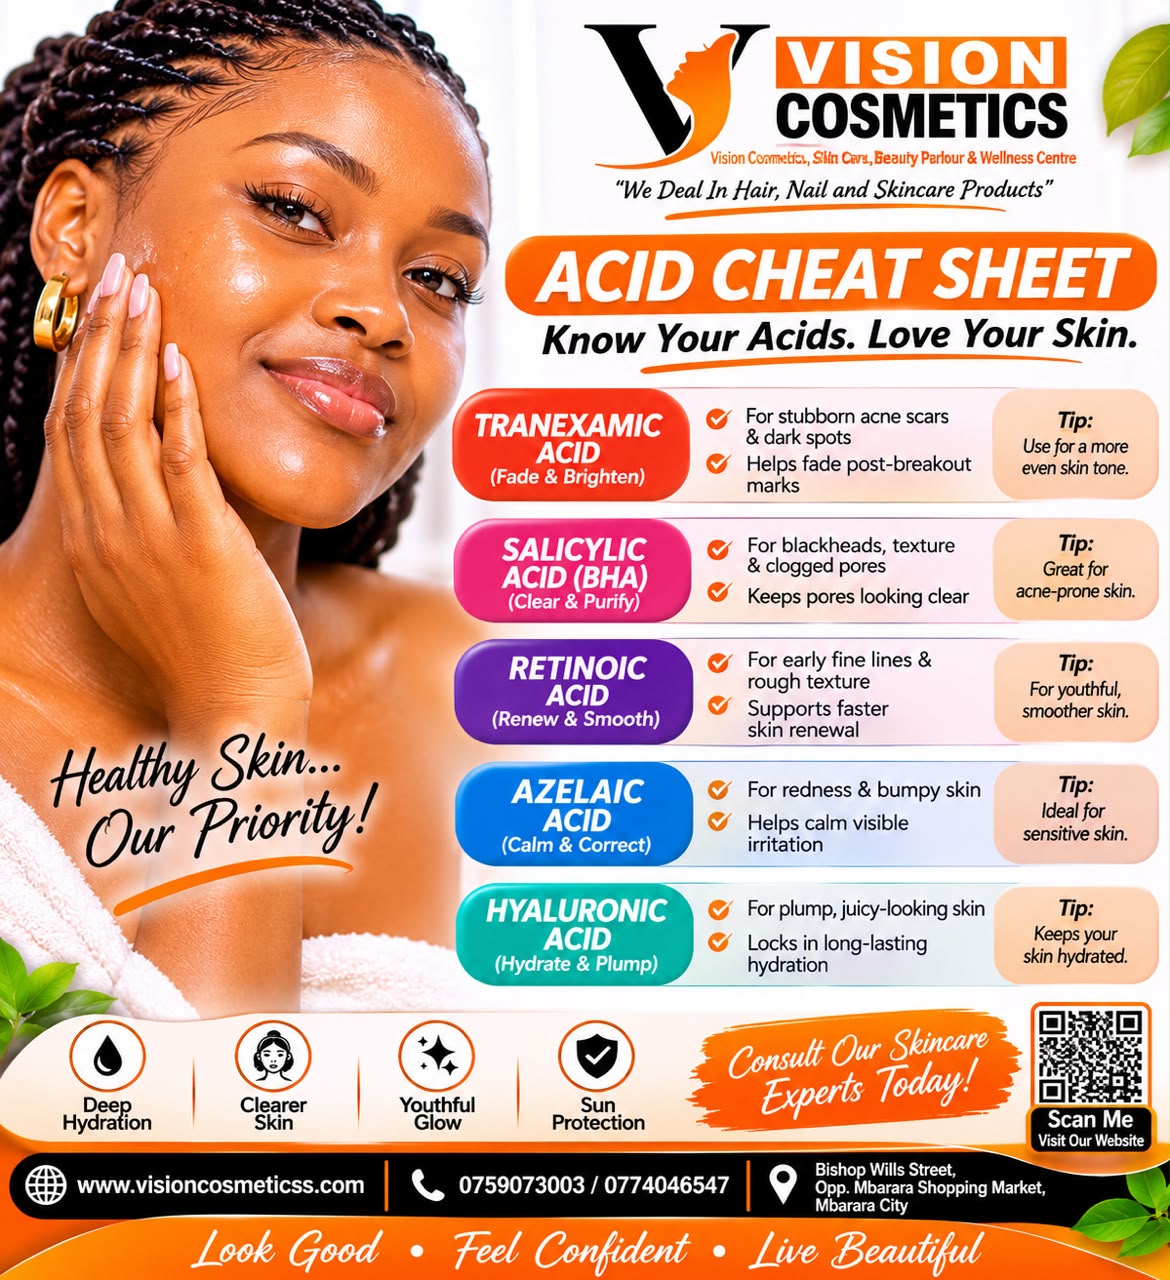 VISION
COSMETICS
Vision Cosmetics, Skin Care, Beauty Parlour & Wellness Centre
"We Deal In Hair, Nail and Skincare Products"
ACID CHEAT SHEET
Know Your Acids. Love Your Skin.
TRANEXAMIC
ACID
(Fade & Brighten)
For stubborn acne scars
& dark spots
Helps fade post-breakout
marks
Tip:
Use for a more
even skin tone.
SALICYLIC
ACID (BHA)
(Clear & Purify)
For blackheads, texture
& clogged pores
Keeps pores looking clear
Tip:
Great for
acne-prone skin.
RETINOIC
ACID
(Renew & Smooth)
For early fine lines &
rough texture
Supports faster
skin renewal
Tip:
For youthful,
smoother skin.
AZELAIC
ACID
(Calm & Correct)
For redness & bumpy skin
Helps calm visible
irritation
Tip:
Ideal for
sensitive skin.
HYALURONIC
ACID
(Hydrate & Plump)
For plump, juicy-looking skin
Locks in long-lasting
hydration
Tip:
Keeps your
skin hydrated.
Healthy Skin...
Our Priority!
Deep
Hydration
Clearer
Skin
Youthful
Glow
Sun
Protection
Consult Our Skincare
Experts Today!
Scan Me
Visit Our Website
www.visioncosmeticss.com
0759073003 / 0774046547
Bishop Wills Street,
Opp. Mbarara Shopping Market,
Mbarara City
Look Good • Feel Confident • Live Beautiful